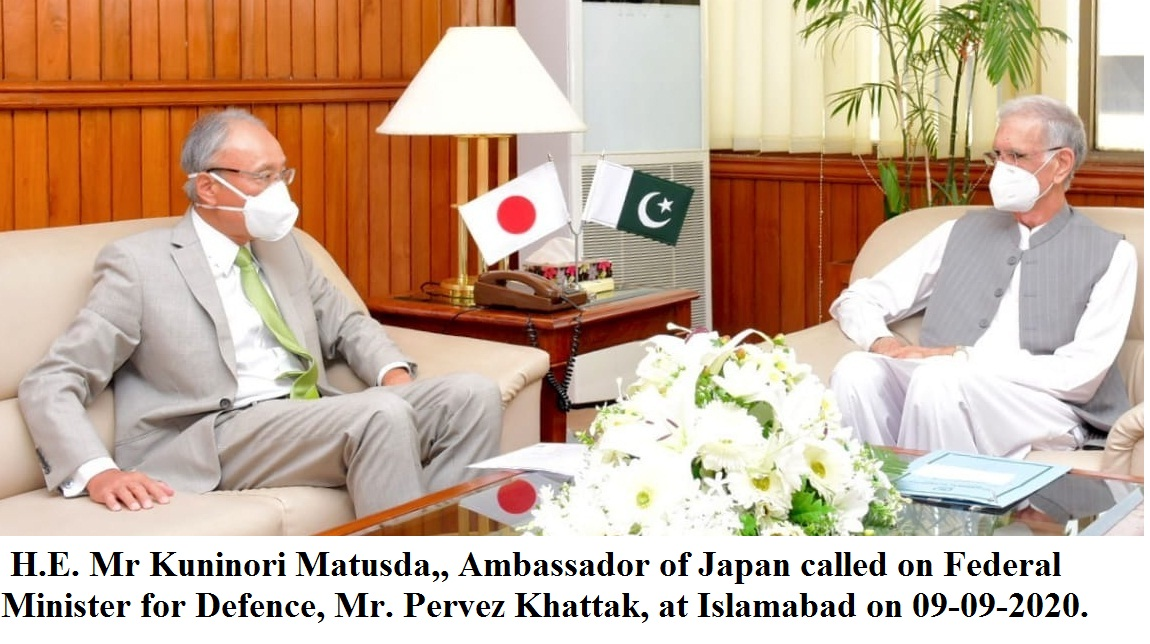 H.E. Mr Kuninori Matusda,, Ambassador of Japan called on Federal
Minister for Defence, Mr. Pervez Khattak, at Islamabad on 09-09-2020.